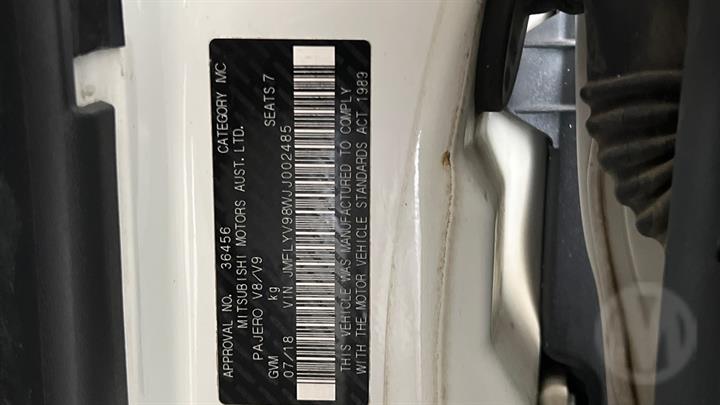 APPROVAL NO. 36456 CATEGORY MC
MITSUBISHI MOTORS AUST. LTD.
PAJERO V8/V9
GVM kg SEATS 7
07/18 VIN JMFLYV98WJJ002485
THIS VEHICLE WAS MANUFACTURED TO COMPLY
WITH THE MOTOR VEHICLE STANDARDS ACT 1989